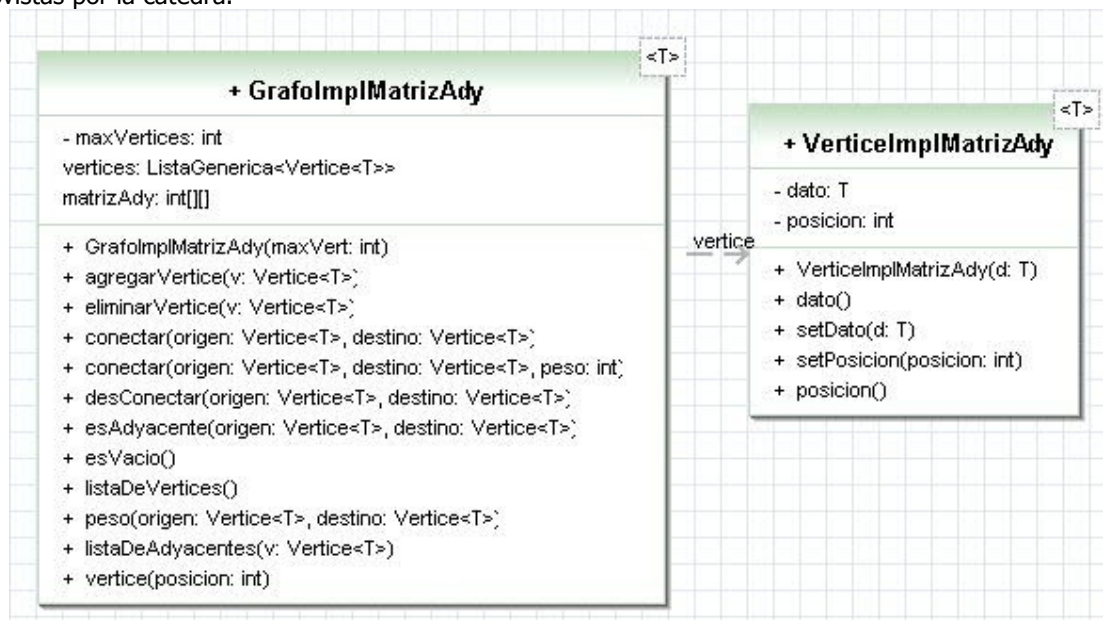 vistas por la cátedra.
<T>
+ GrafoImplMatrizAdy
- maxVertices: int
vertices: ListaGenerica<Vertice<T>>
matrizAdy: int[][]
+ GrafoImplMatrizAdy(maxVert: int)
+ agregarVertice(v: Vertice<T>)
+ eliminarVertice(v: Vertice<T>)
+ conectar(origen: Vertice<T>, destino: Vertice<T>)
+ conectar(origen: Vertice<T>, destino: Vertice<T>, peso: int)
+ desConectar(origen: Vertice<T>, destino: Vertice<T>)
+ esAdyacente(origen: Vertice<T>, destino: Vertice<T>)
+ esVacio()
+ listaDeVertices()
+ peso(origen: Vertice<T>, destino: Vertice<T>)
+ listaDeAdyacentes(v: Vertice<T>)
+ vertice(posicion: int)
vertice
<T>
+ VerticeImplMatrizAdy
- dato: T
- posicion: int
+ VerticeImplMatrizAdy(d: T)
+ dato()
+ setDato(d: T)
+ setPosicion(posicion: int)
+ posicion()